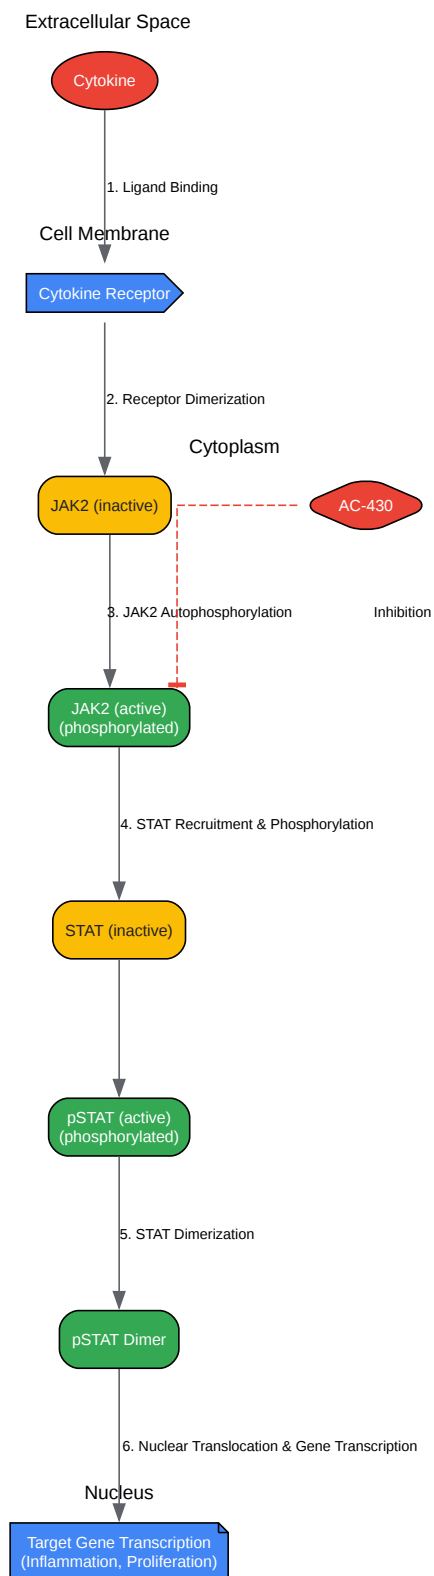 Extracellular Space
Cytokine
1. Ligand Binding
Cell Membrane
Cytokine Receptor
2. Receptor Dimerization
Cytoplasm
JAK2 (inactive)
AC-430
3. JAK2 Autophosphorylation
Inhibition
JAK2 (active)
(phosphorylated)
4. STAT Recruitment & Phosphorylation
STAT (inactive)
pSTAT (active)
(phosphorylated)
5. STAT Dimerization
pSTAT Dimer
6. Nuclear Translocation & Gene Transcription
Nucleus
Target Gene Transcription
(Inflammation, Proliferation)